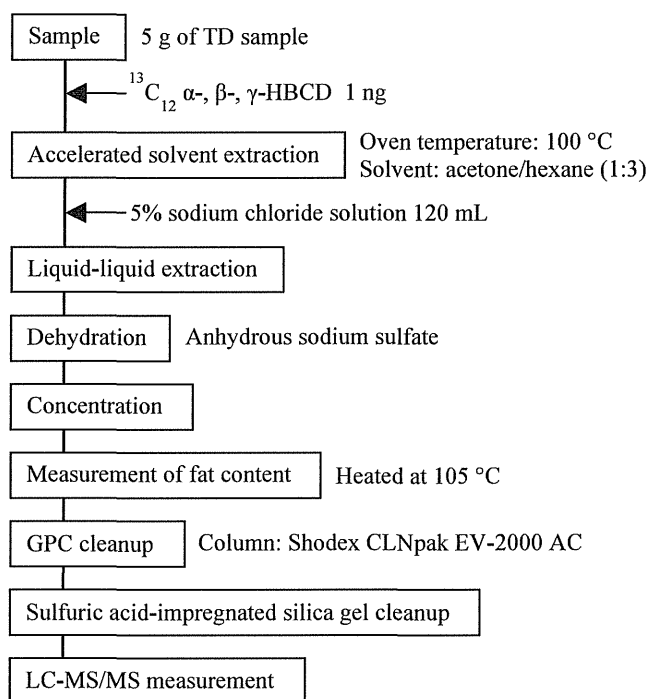 Sample 5 g of TD sample
¹³C₁₂ α-, β-, γ-HBCD 1 ng
Accelerated solvent extraction
Oven temperature: 100 °C
Solvent: acetone/hexane (1:3)
5% sodium chloride solution 120 mL
Liquid-liquid extraction
Dehydration Anhydrous sodium sulfate
Concentration
Measurement of fat content Heated at 105 °C
GPC cleanup Column: Shodex CLNpak EV-2000 AC
Sulfuric acid-impregnated silica gel cleanup
LC-MS/MS measurement